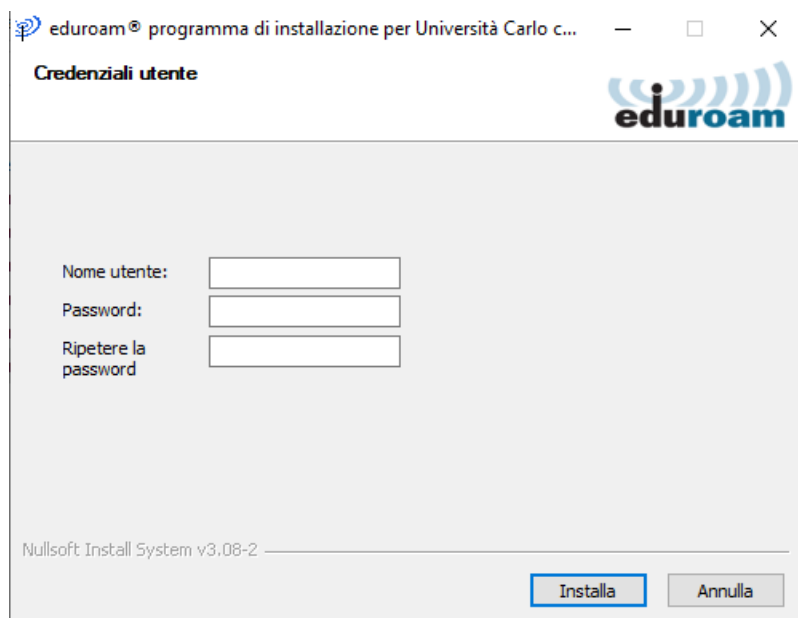 eduroam® programma di installazione per Università Carlo c...
Credenziali utente
eduroam
Nome utente:
Password:
Ripetere la
password
Nullsoft Install System v3.08-2
Installa
Annulla